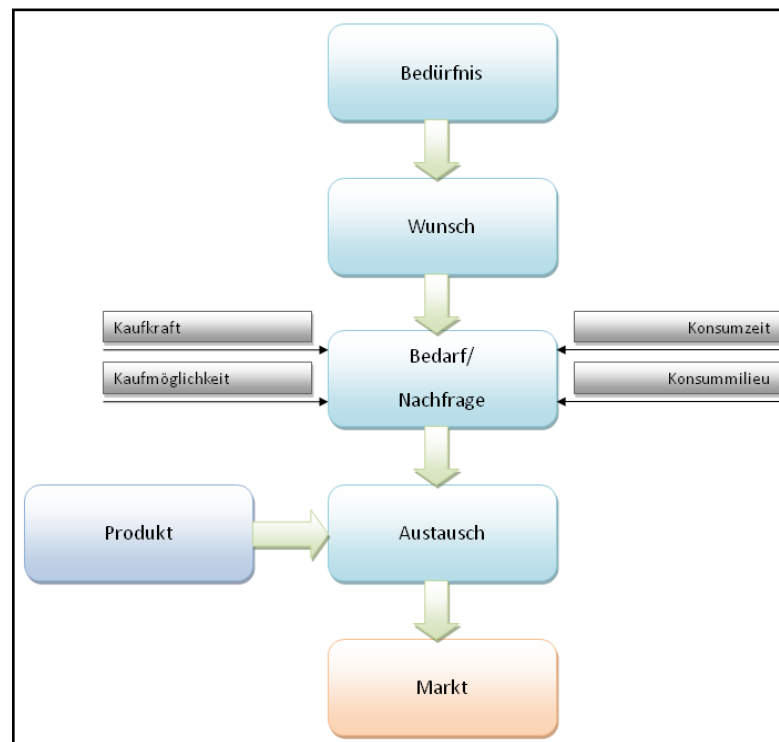 Bedürfnis
Wunsch
Kaufkraft
Kaufmöglichkeit
Bedarf/
Nachfrage
Konsumzeit
Konsummilieu
Produkt
Austausch
Markt